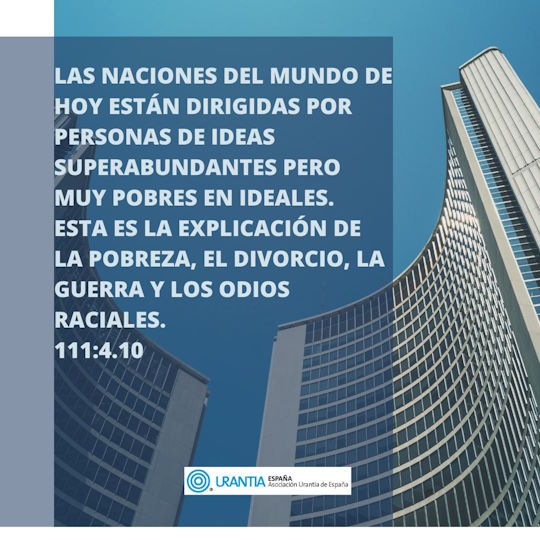 LAS NACIONES DEL MUNDO DE
HOY ESTÁN DIRIGIDAS POR
PERSONAS DE IDEAS
SUPERABUNDANTES PERO
MUY POBRES EN IDEALES.
ESTA ES LA EXPLICACIÓN DE
LA POBREZA, EL DIVORCIO, LA
GUERRA Y LOS ODIOS
RACIALES.
111:4.10
URANTIA ESPAÑA
Asociación Urantia de España